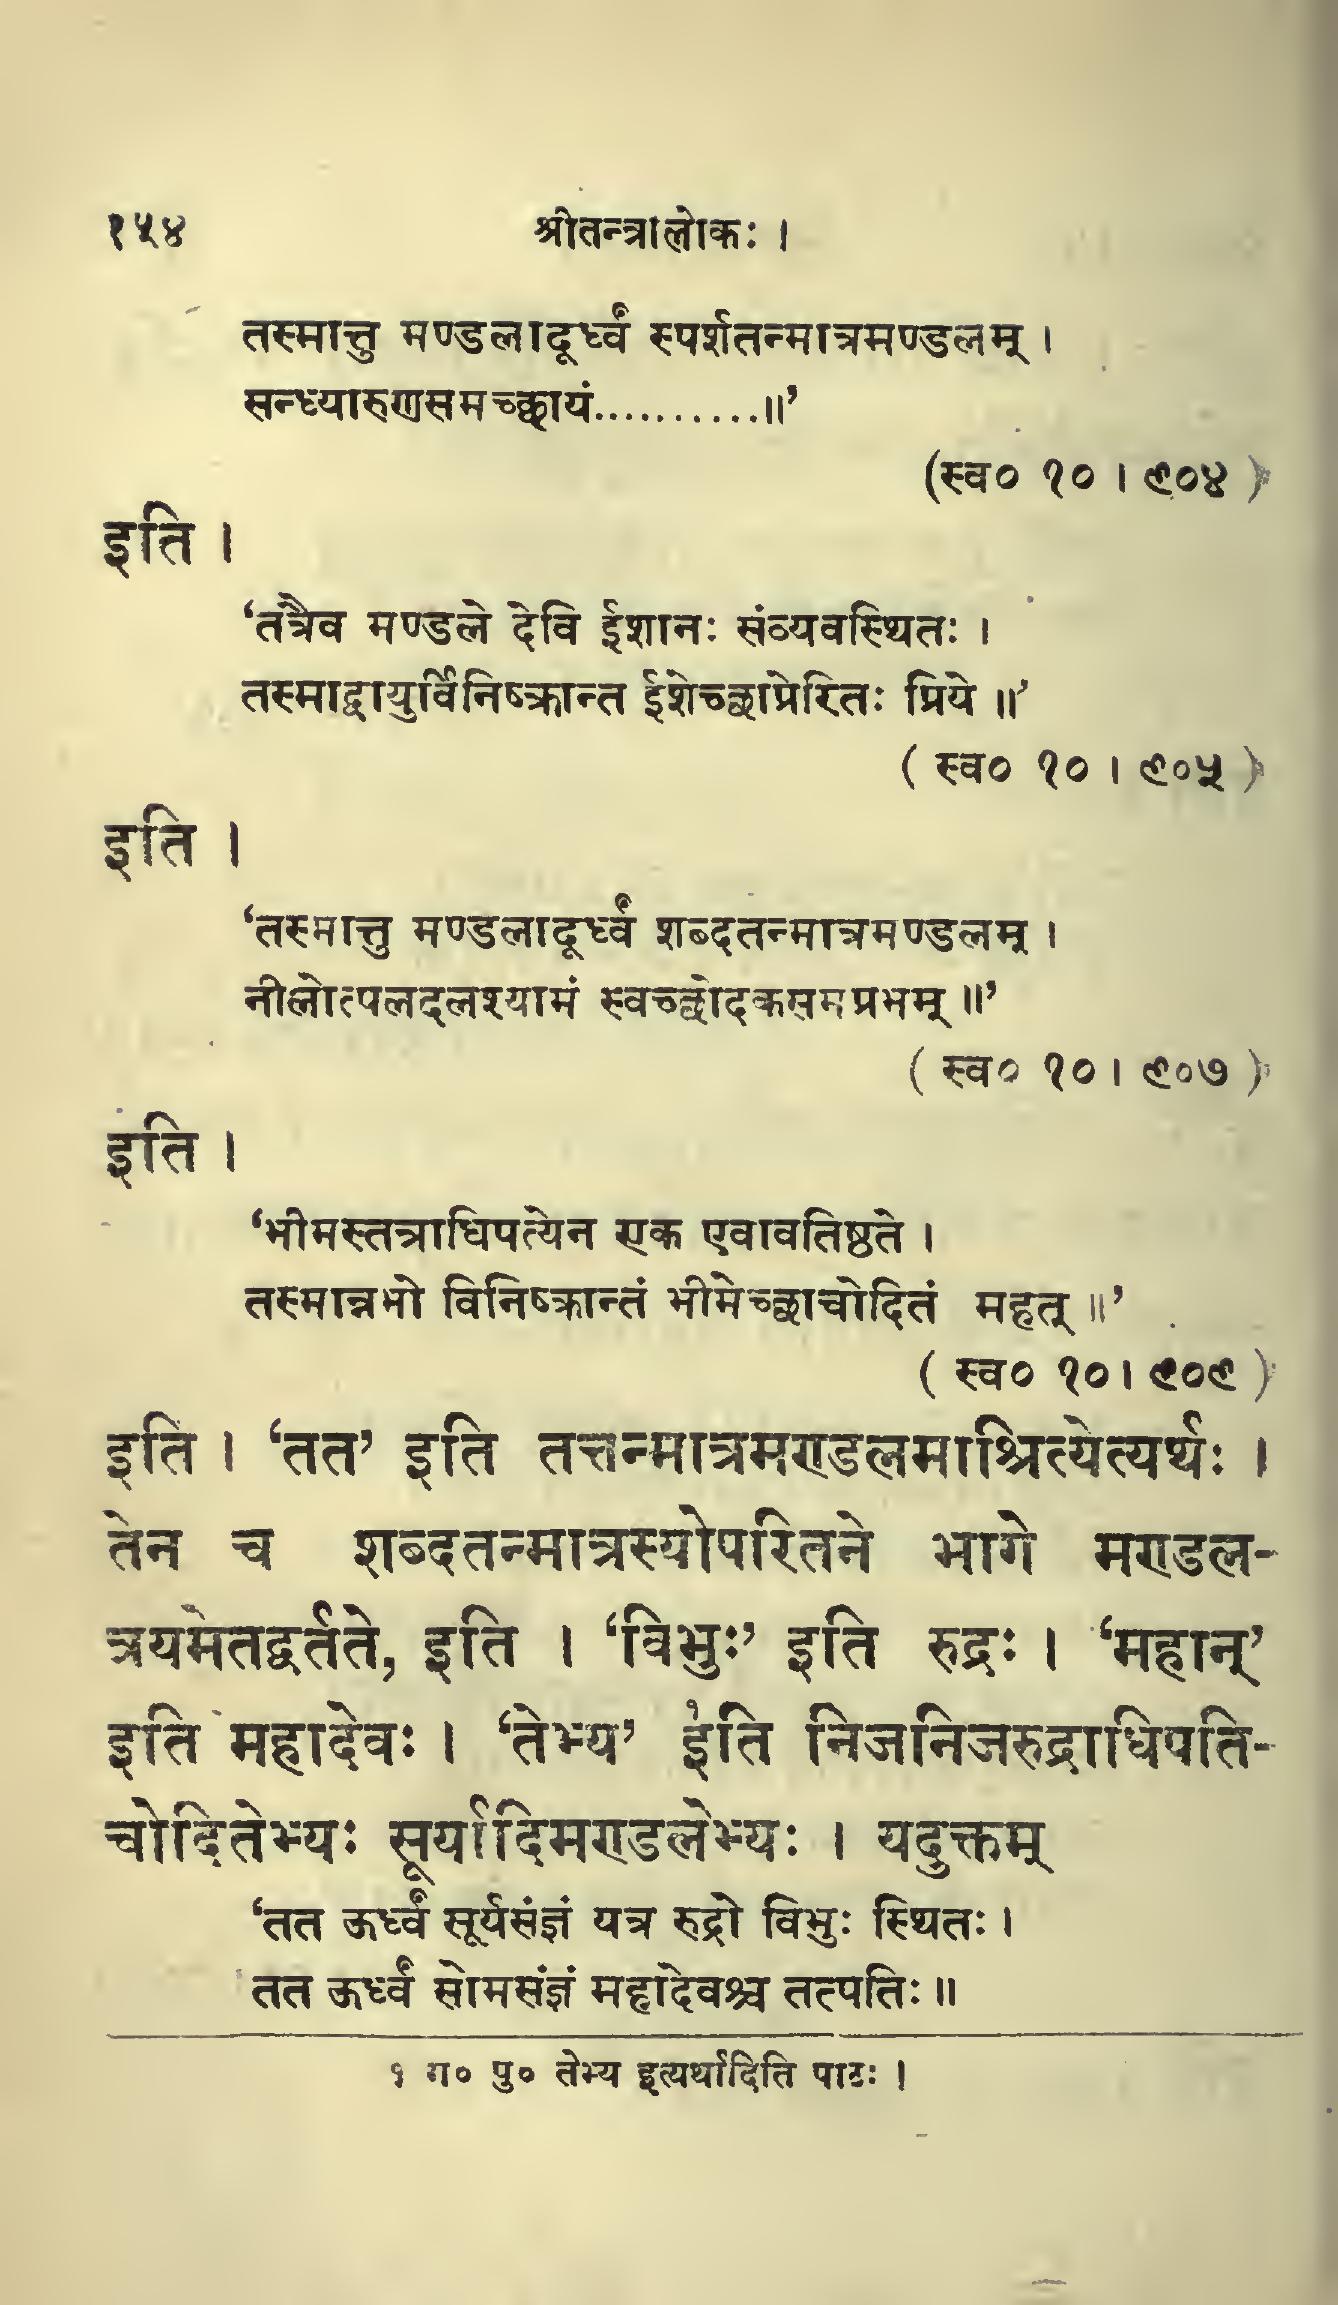 १५४ श्रीतन्त्रालोकः ।
तस्मात्तु मण्डलादूर्ध्वं स्पर्शतन्मात्रमण्डलम् ।
सन्ध्यारुणसमच्छायं..........॥’
(स्व० १० । ९०४ )
इति ।
‘तत्रैव मण्डले देवि ईशानः संव्यवस्थितः ।
तस्माद्वायुर्विनिष्क्रान्त ईशेच्छाप्रेरितः प्रिये ॥’
( स्व० १० । ९०५ )
इति ।
‘तस्मात्तु मण्डलादूर्ध्वं शब्दतन्मात्रमण्डलम् ।
नीलोत्पलदलश्यामं स्वच्छोदकसमप्रभम् ॥’
( स्व० १० । ९०७ )
इति ।
‘भीमस्तत्राधिपत्येन एक एवावतिष्ठते ।
तस्मान्नभो विनिष्क्रान्तं भीमेच्छाचोदितं महत् ॥’
( स्व० १० । ९०९ )
इति । ‘तत’ इति तत्तन्मात्रमण्डलमाश्रित्येत्यर्थः ।
तेन च शब्दतन्मात्रस्योपरितने भागे मण्डल-
त्रयमेतद्वर्तते, इति । ‘विभुः’ इति रुद्रः । ‘महान्’
इति महादेवः । ‘तेभ्य’ इ१ति निजनिजरुद्राधिपति-
चोदितेभ्यः सूर्यादिमण्डलेभ्यः । यदुक्तम्
‘तत ऊर्ध्वं सूर्यसंज्ञं यत्र रुद्रो विभुः स्थितः ।
तत ऊर्ध्वं सोमसंज्ञं महादेवश्च तत्पतिः ॥
१ ग० पु० तेभ्य इत्यर्थादिति पाठः ।